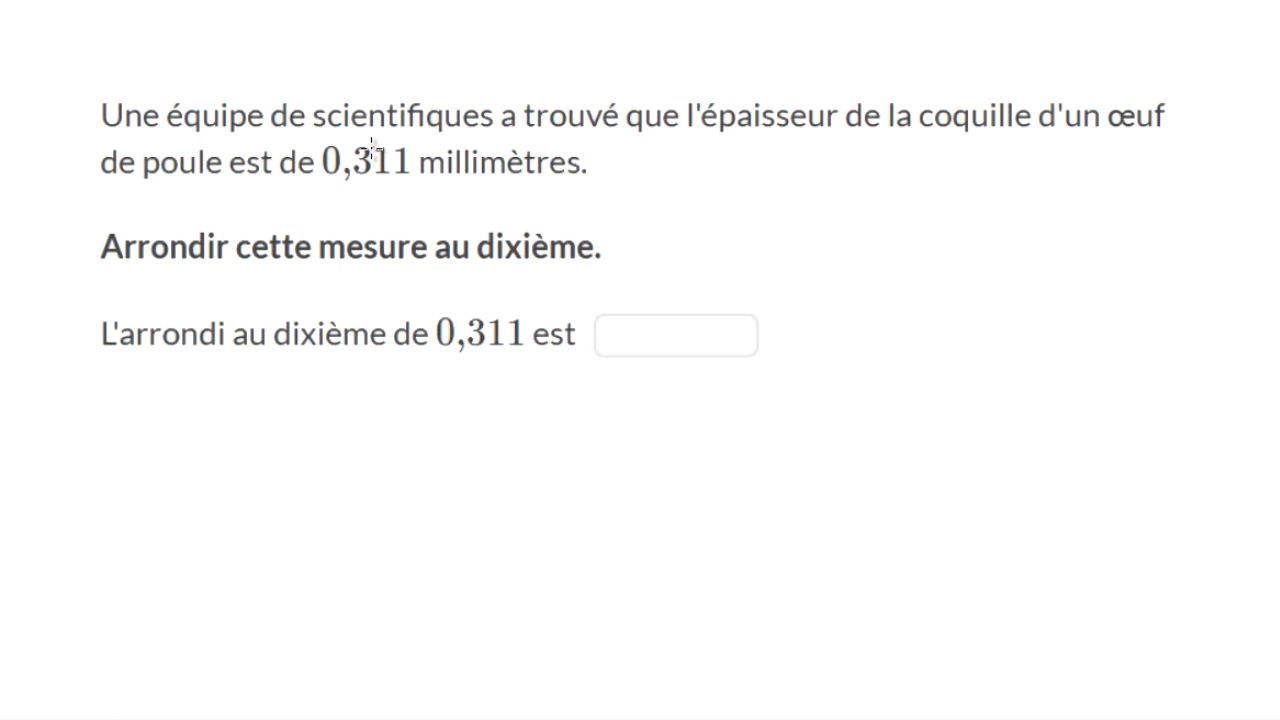 Une équipe de scientifiques a trouvé que l'épaisseur de la coquille d'un œuf
de poule est de 0,311 millimètres.
Arrondir cette mesure au dixième.
L'arrondi au dixième de 0,311 est